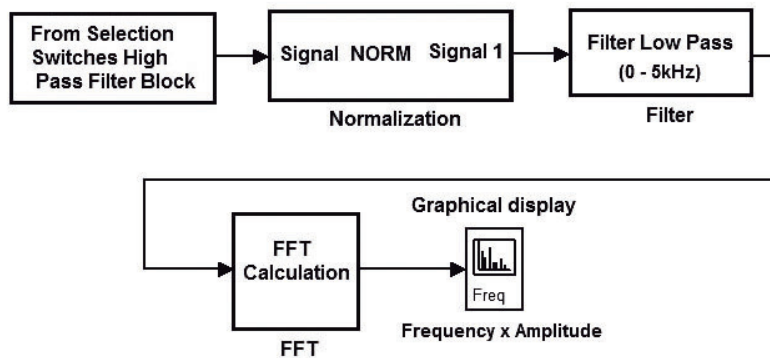 From Selection
Switches High
Pass Filter Block
Signal NORM Signal 1
Normalization
Filter Low Pass
(0 - 5kHz)
Filter
FFT
Calculation
FFT
Graphical display
Freq
Frequency x Amplitude